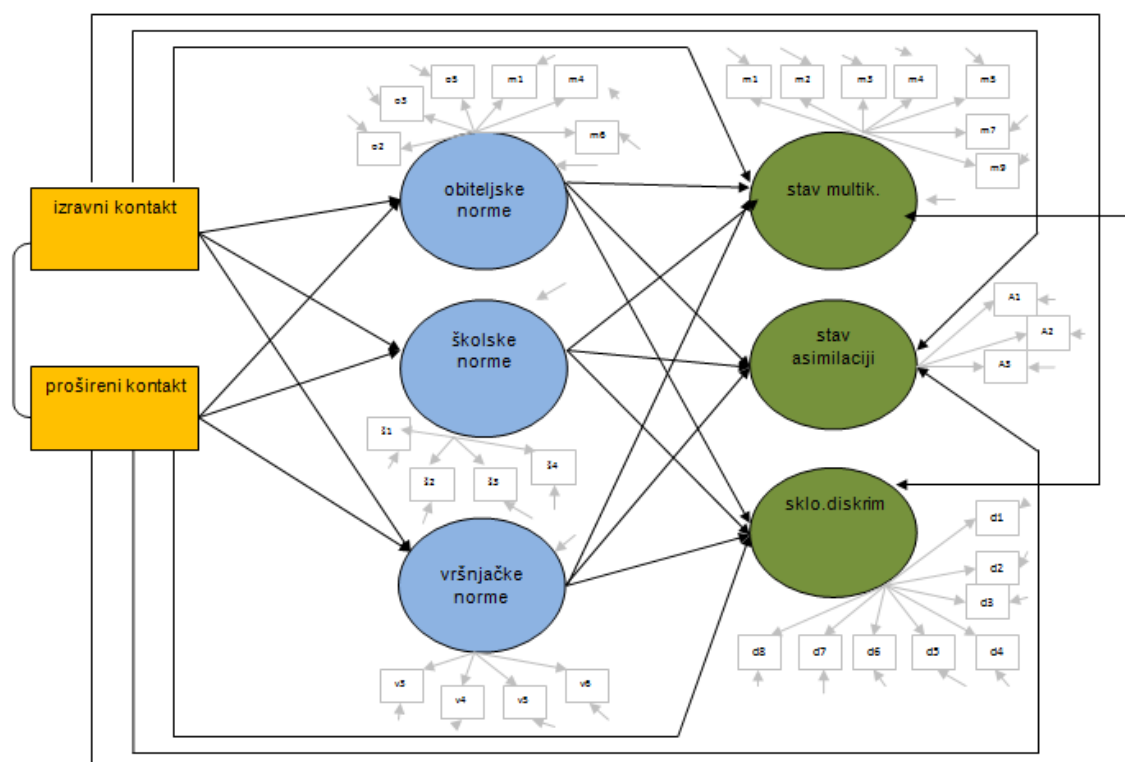 o5
m1
m4
o3
o2
m6
m1
m2
m3
m4
m5
m7
m9
izravni kontakt
obiteljske
norme
stav multik.
školske
norme
stav
asimilaciji
A1
A2
A3
prošireni kontakt
š1
š2
š3
š4
sklo.diskrim
d1
d2
d3
d8
d7
d6
d5
d4
vršnjačke
norme
v3
v4
v5
v6